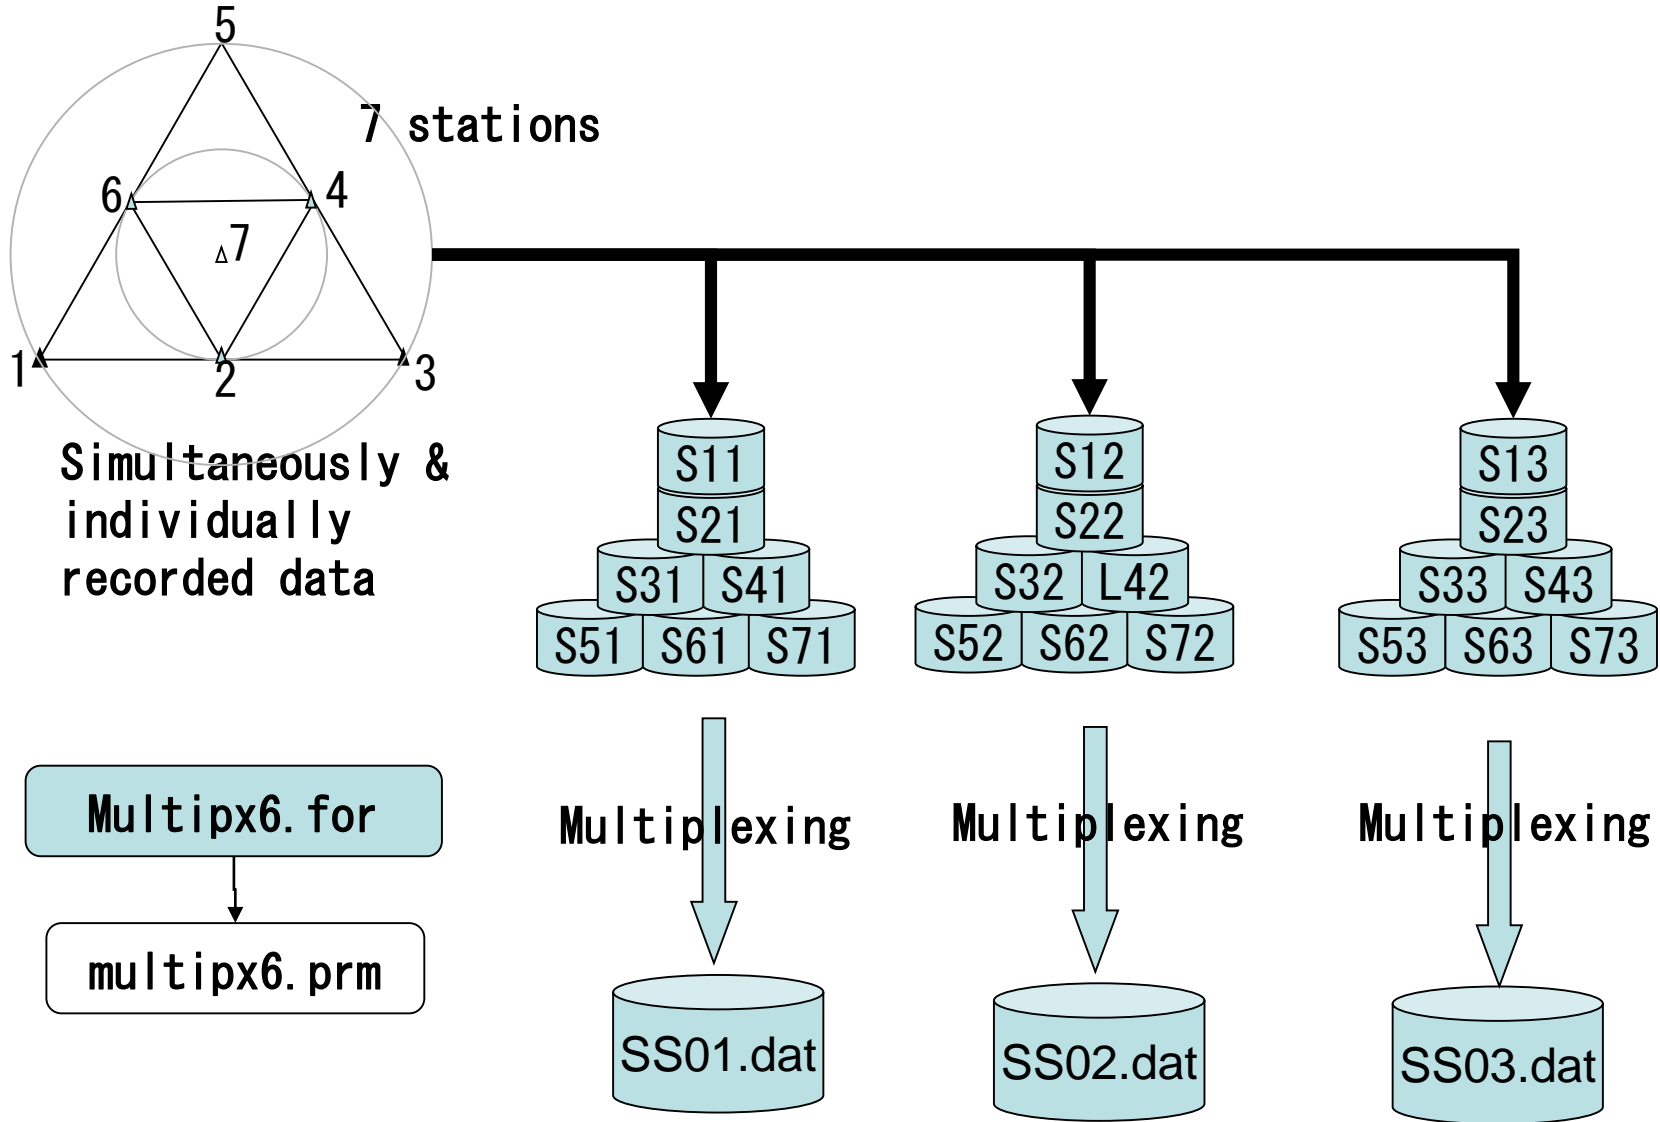 5
7 stations
6
4
7
1
2
3
Simultaneously &
individually
recorded data
S11
S21
S31 S41
S51 S61 S71
S12
S22
S32 L42
S52 S62 S72
S13
S23
S33 S43
S53 S63 S73
Multipx6.for
multipx6.prm
Multiplexing
Multiplexing
Multiplexing
SS01.dat
SS02.dat
SS03.dat